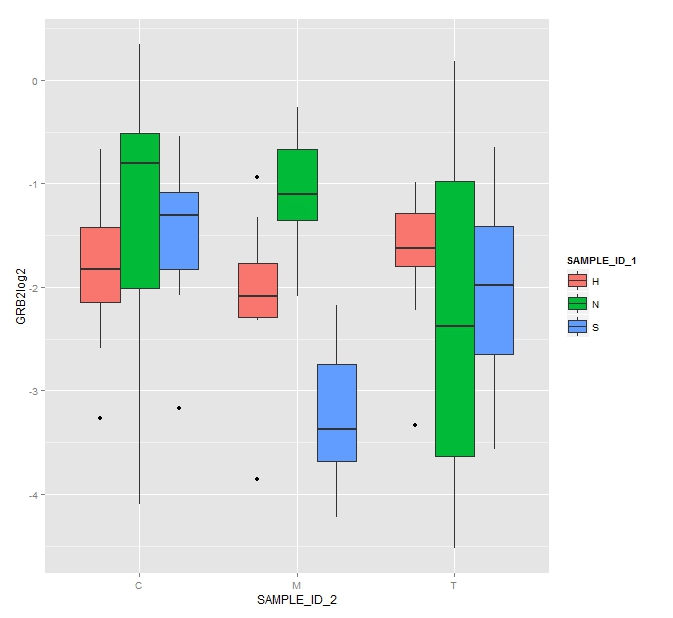 0
-1
-2
-3
-4
GRB2log2
C
M
T
SAMPLE_ID_2
SAMPLE_ID_1
H
N
S